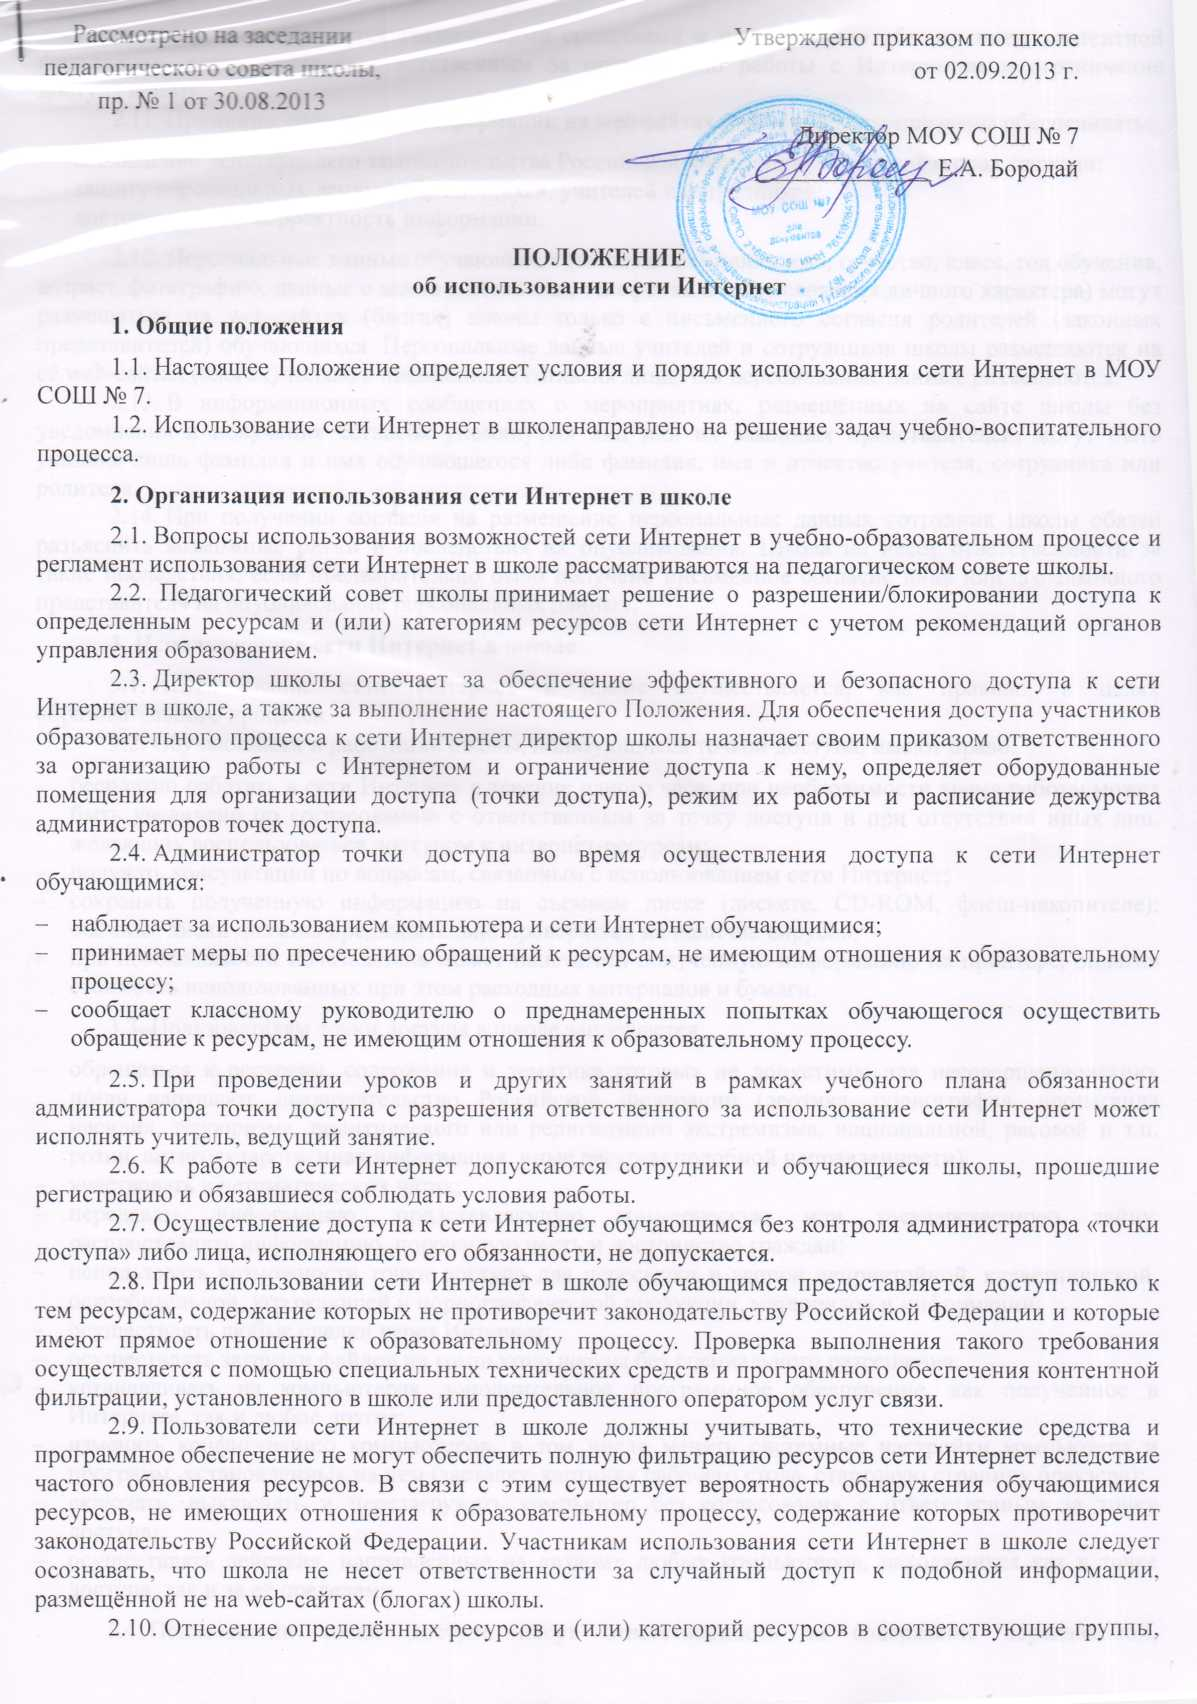 Рассмотрено на заседании
педагогического совета школы,
пр. № 1 от 30.08.2013
Утверждено приказом по школе
от 02.09.2013 г.
Директор МОУ СОШ № 7
Е.А. Бородай
МОУ СОШ №7
для
документов
ПОЛОЖЕНИЕ
об использовании сети Интернет
1. Общие положения
1.1. Настоящее Положение определяет условия и порядок использования сети Интернет в МОУ
СОШ № 7.
1.2. Использование сети Интернет в школенаправлено на решение задач учебно-воспитательного
процесса.
2. Организация использования сети Интернет в школе
2.1. Вопросы использования возможностей сети Интернет в учебно-образовательном процессе и
регламент использования сети Интернет в школе рассматриваются на педагогическом совете школы.
2.2. Педагогический совет школы принимает решение о разрешении/блокировании доступа к
определенным ресурсам и (или) категориям ресурсов сети Интернет с учетом рекомендаций органов
управления образованием.
2.3. Директор школы отвечает за обеспечение эффективного и безопасного доступа к сети
Интернет в школе, а также за выполнение настоящего Положения. Для обеспечения доступа участников
образовательного процесса к сети Интернет директор школы назначает своим приказом ответственного
за организацию работы с Интернетом и ограничение доступа к нему, определяет оборудованные
помещения для организации доступа (точки доступа), режим их работы и расписание дежурства
администраторов точек доступа.
2.4. Администратор точки доступа во время осуществления доступа к сети Интернет
обучающимися:
– наблюдает за использованием компьютера и сети Интернет обучающимися;
– принимает меры по пресечению обращений к ресурсам, не имеющим отношения к образовательному
процессу;
– сообщает классному руководителю о преднамеренных попытках обучающегося осуществить
обращение к ресурсам, не имеющим отношения к образовательному процессу.
2.5. При проведении уроков и других занятий в рамках учебного плана обязанности
администратора точки доступа с разрешения ответственного за использование сети Интернет может
исполнять учитель, ведущий занятие.
2.6. К работе в сети Интернет допускаются сотрудники и обучающиеся школы, прошедшие
регистрацию и обязавшиеся соблюдать условия работы.
2.7. Осуществление доступа к сети Интернет обучающимся без контроля администратора «точки
доступа» либо лица, исполняющего его обязанности, не допускается.
2.8. При использовании сети Интернет в школе обучающимся предоставляется доступ только к
тем ресурсам, содержание которых не противоречит законодательству Российской Федерации и которые
имеют прямое отношение к образовательному процессу. Проверка выполнения такого требования
осуществляется с помощью специальных технических средств и программного обеспечения контентной
фильтрации, установленного в школе или предоставленного оператором услуг связи.
2.9. Пользователи сети Интернет в школе должны учитывать, что технические средства и
программное обеспечение не могут обеспечить полную фильтрацию ресурсов сети Интернет вследствие
частого обновления ресурсов. В связи с этим существует вероятность обнаружения обучающимися
ресурсов, не имеющих отношения к образовательному процессу, содержание которых противоречит
законодательству Российской Федерации. Участникам использования сети Интернет в школе следует
осознавать, что школа не несет ответственности за случайный доступ к подобной информации,
размещённой не на web-сайтах (блогах) школы.
2.10. Отнесение определённых ресурсов и (или) категорий ресурсов в соответствующие группы,